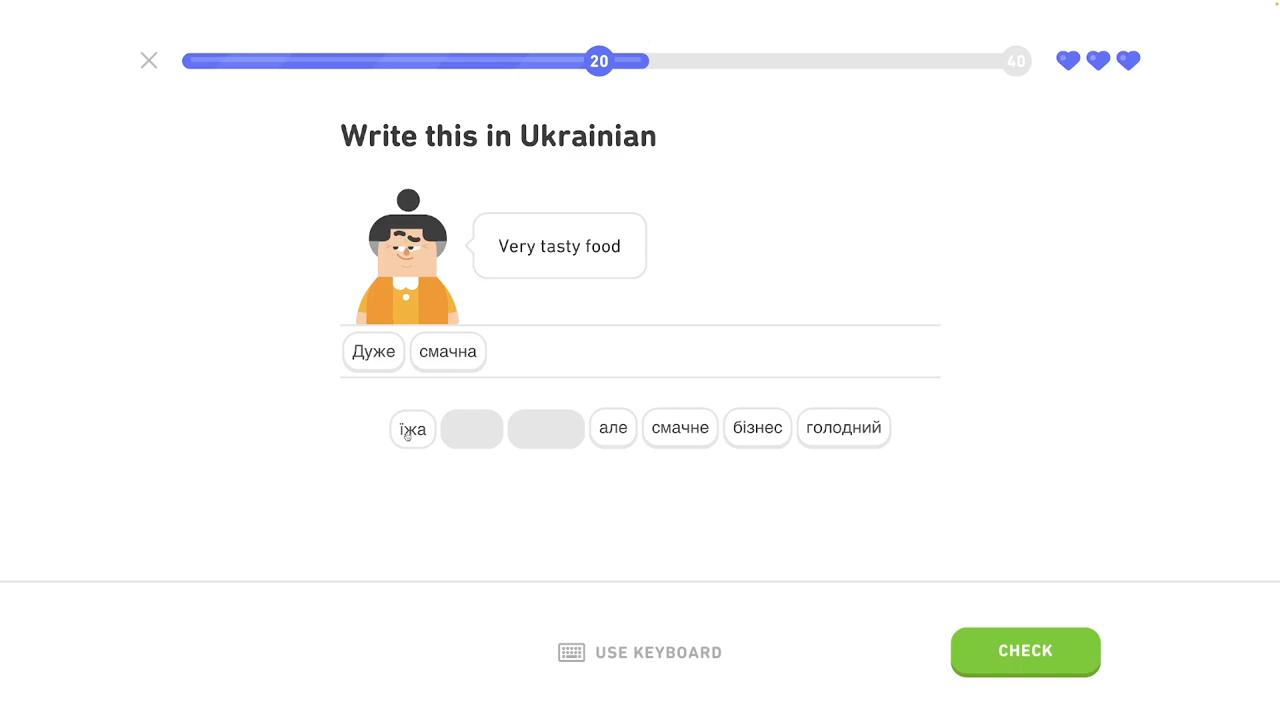 20 40
Write this in Ukrainian
Very tasty food
Дуже смачна
їжа але смачне бізнес голодний
USE KEYBOARD CHECK